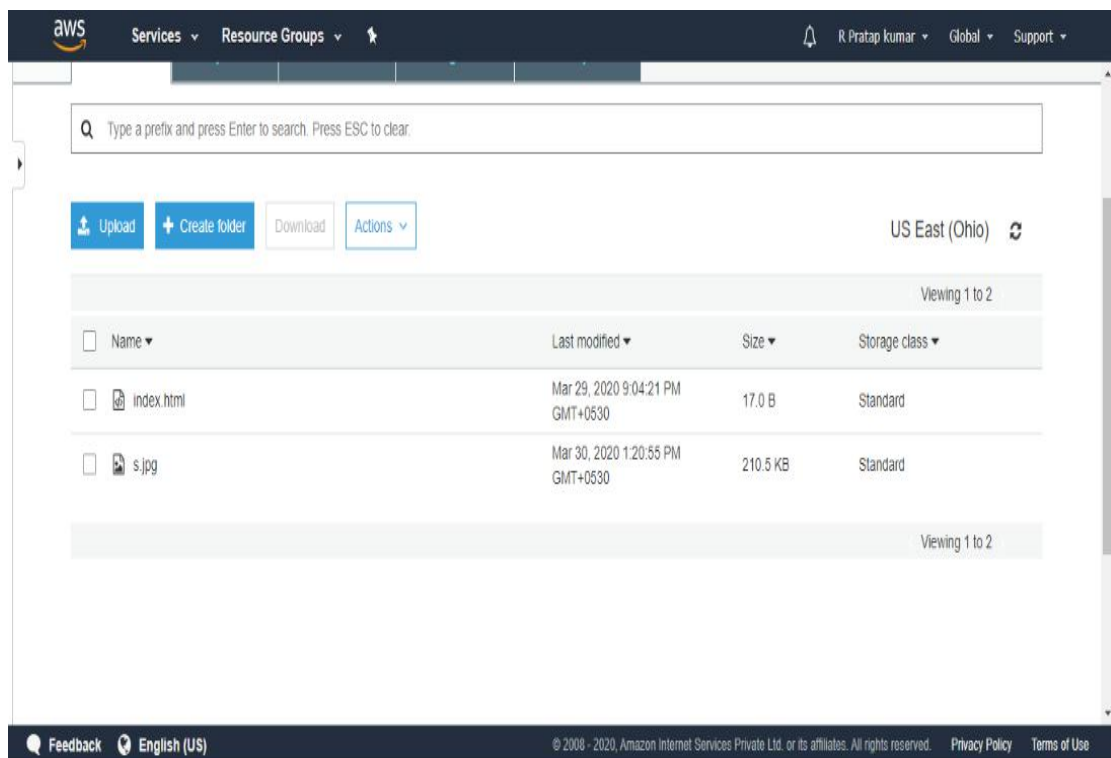 aws Services Resource Groups R Pratap kumar Global Support
Type a prefix and press Enter to search. Press ESC to clear.
Upload Create folder Download Actions US East (Ohio)
Viewing 1 to 2
Name Last modified Size Storage class
index.html Mar 29, 2020 9:04:21 PM 17.0 B Standard
GMT+0530
s.jpg Mar 30, 2020 1:20:55 PM 210.5 KB Standard
GMT+0530
Viewing 1 to 2
Feedback English (US) © 2008 - 2020, Amazon Internet Services Private Ltd. or its affiliates. All rights reserved. Privacy Policy Terms of Use